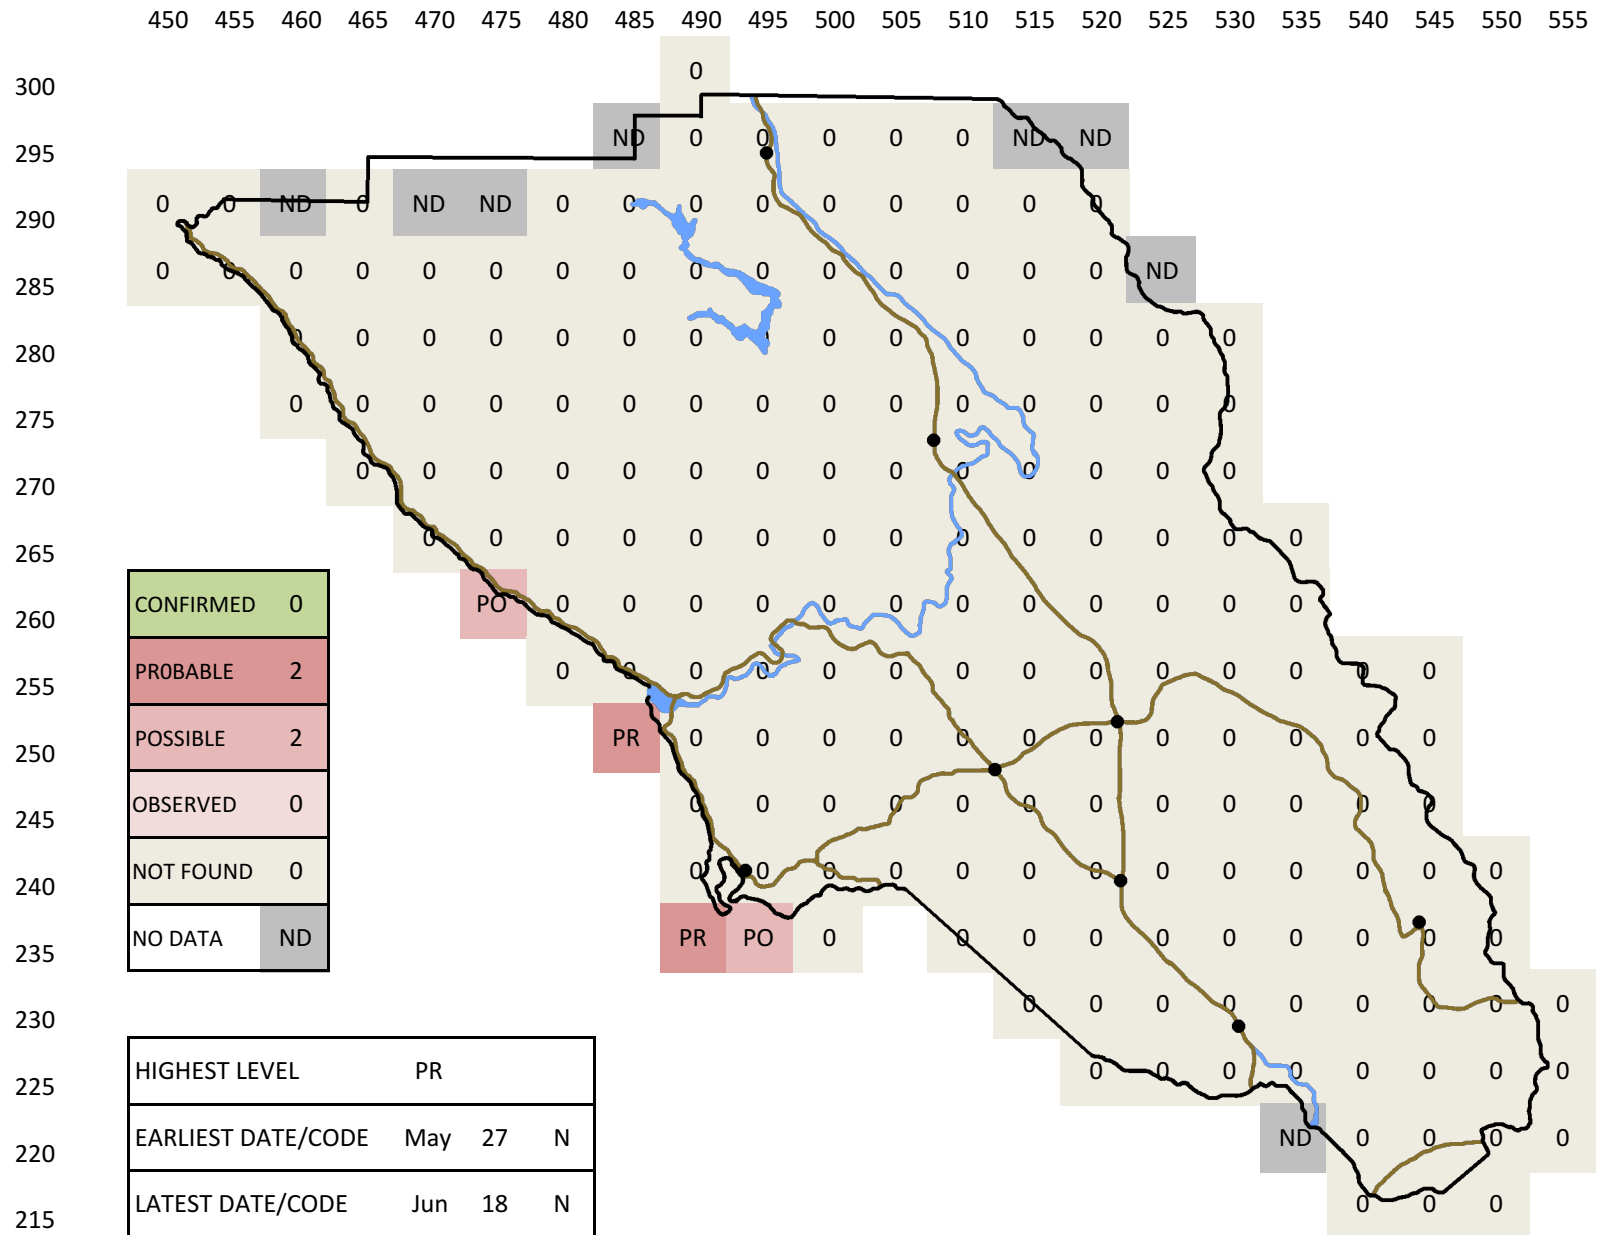 450 455 460 465 470 475 480 485 490 495 500 505 510 515 520 525 530 535 540 545 550 555
300 0
295 ND 0 0 0 0 0 ND ND
290 0 0 ND 0 ND ND 0 0 0 0 0 0 0 0 0
285 0 0 0 0 0 0 0 0 0 0 0 0 0 0 0 ND
280 0 0 0 0 0 0 0 0 0 0 0 0 0 0 0
275 0 0 0 0 0 0 0 0 0 0 0 0 0 0 0
270 0 0 0 0 0 0 0 0 0 0 0 0 0 0
265 0 0 0 0 0 0 0 0 0 0 0 0 0 0
260 CONFIRMED 0 PO 0 0 0 0 0 0 0 0 0 0 0 0
255 PR0BABLE 2 0 0 0 0 0 0 0 0 0 0 0 0 0 0
250 POSSIBLE 2 PR 0 0 0 0 0 0 0 0 0 0 0 0
245 OBSERVED 0 0 0 0 0 0 0 0 0 0 0 0 0
240 NOT FOUND 0 0 0 0 0 0 0 0 0 0 0 0 0 0
235 NO DATA ND PR PO 0 0 0 0 0 0 0 0 0 0
230 0 0 0 0 0 0 0 0 0
225 HIGHEST LEVEL PR 0 0 0 0 0 0 0 0
220 EARLIEST DATE/CODE May 27 N ND 0 0 0 0
215 LATEST DATE/CODE Jun 18 N 0 0 0